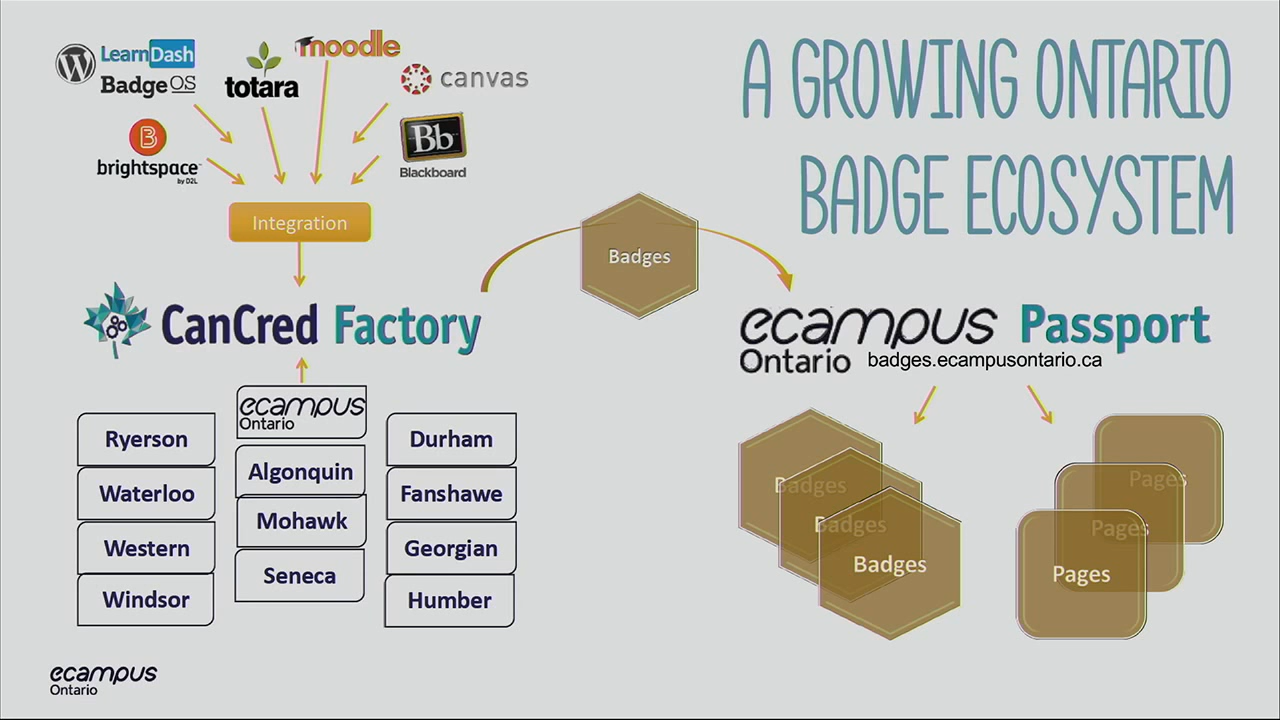 A GROWING ONTARIO
BADGE ECOSYSTEM
W LearnDash
BadgeOS
totara
moodle
canvas
brightspace
by D2L
Bb
Blackboard
Integration
CanCred Factory
Badges
ecampus
Ontario
Passport
badges.ecampusontario.ca
ecampus
Ontario
Ryerson
Waterloo
Western
Windsor
Algonquin
Mohawk
Seneca
Durham
Fanshawe
Georgian
Humber
Badges
Badges
Badges
Pages
Pages
Pages
ecampus
Ontario